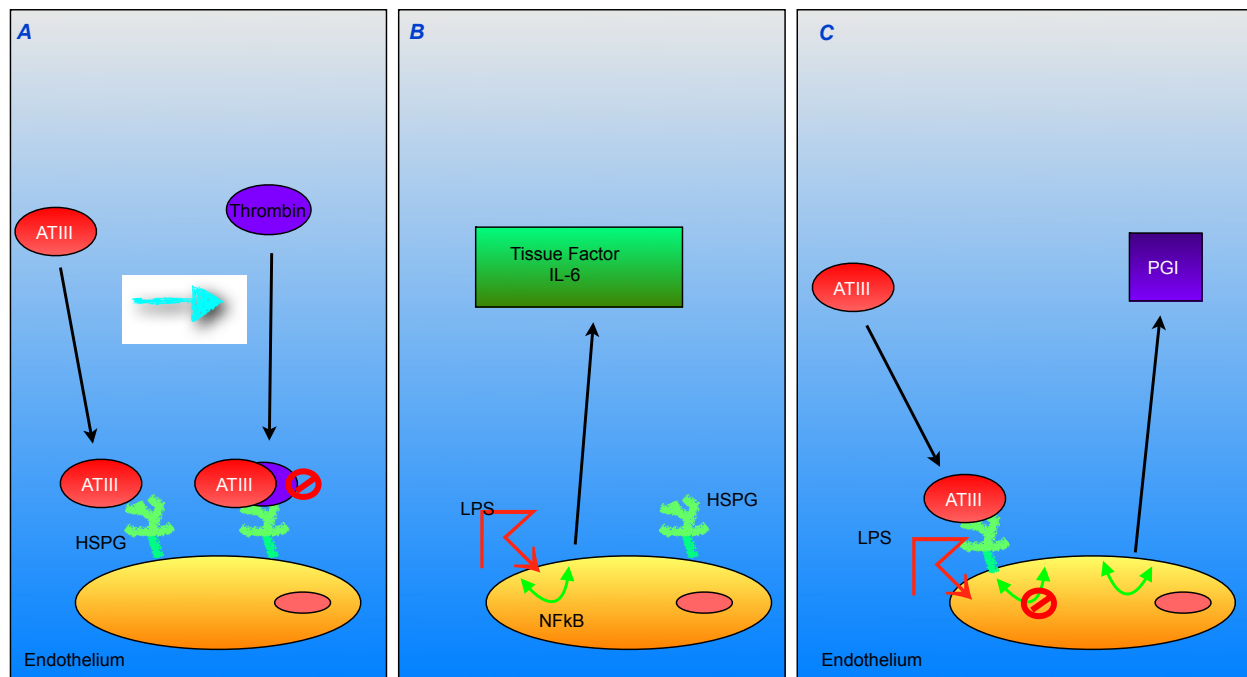 A
ATIII
Thrombin
ATIII
ATIII
HSPG
Endothelium
B
Tissue Factor
IL-6
LPS
HSPG
NFkB
C
ATIII
PGI
ATIII
LPS
Endothelium